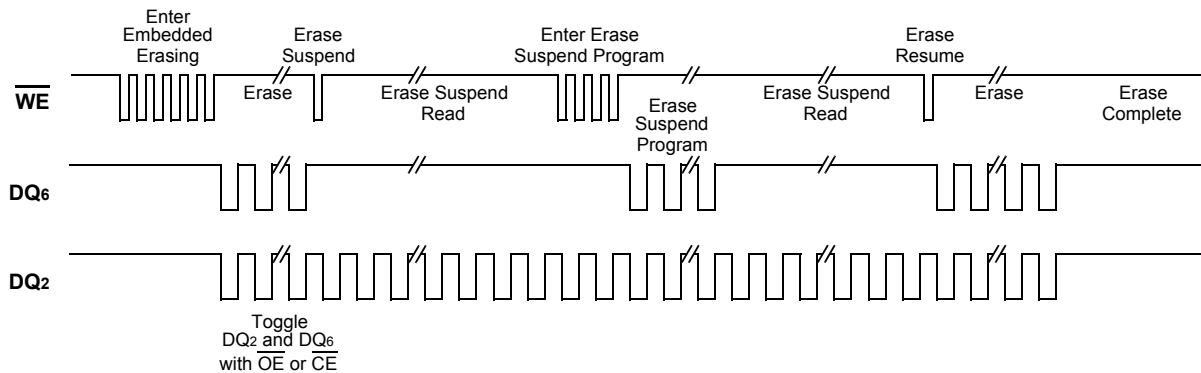 Enter
Embedded
Erasing
Erase
Suspend
Enter Erase
Suspend Program
Erase
Resume
WE
Erase
Erase Suspend
Read
Erase
Suspend
Program
Erase Suspend
Read
Erase
Erase
Complete
DQ6
DQ2
Toggle
DQ2 and DQ6
with OE or CE